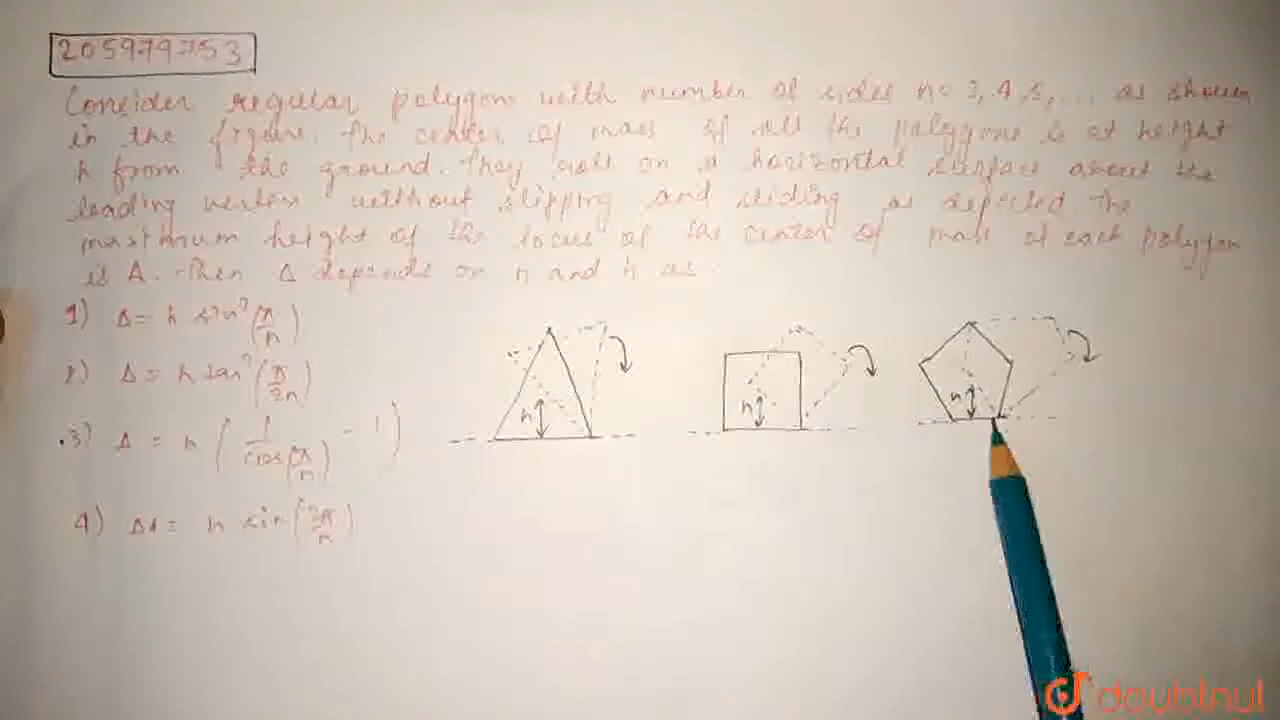 205979753
Consider regular polygon with number of sides n = 3, 4, 5, ... as shown
in the figure. The center of mass of all the polygons is at height
h from the ground. They roll on a horizontal surface about the
leading vertex without slipping and sliding as depicted. The
maximum height of the locus of the center of mass of each polygon
is Δ. Then Δ depends on n and h as
1) Δ = h sin²(π/n)
2) Δ = h tan²(π/2n)
3) Δ = h (1/cos(π/n) - 1)
4) Δ = h sin(2π/n)
h
h
h
doubtnut